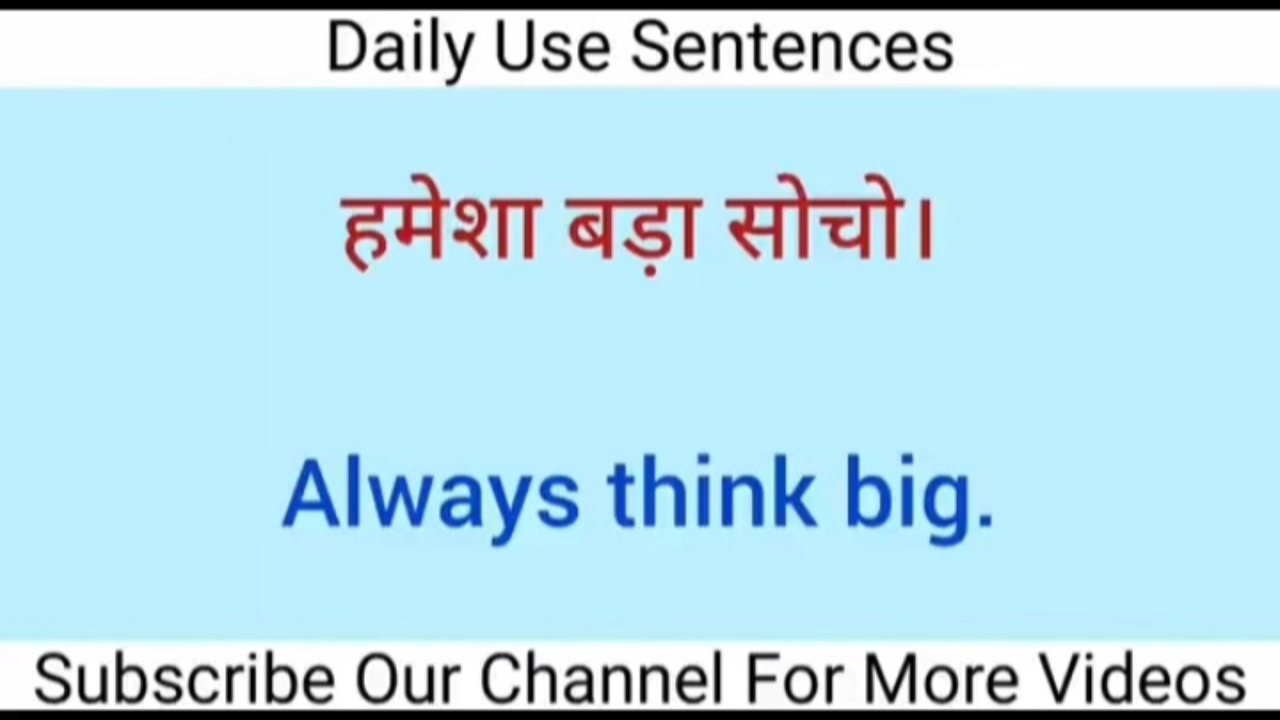 Daily Use Sentences
हमेशा बड़ा सोचो।
Always think big.
Subscribe Our Channel For More Videos